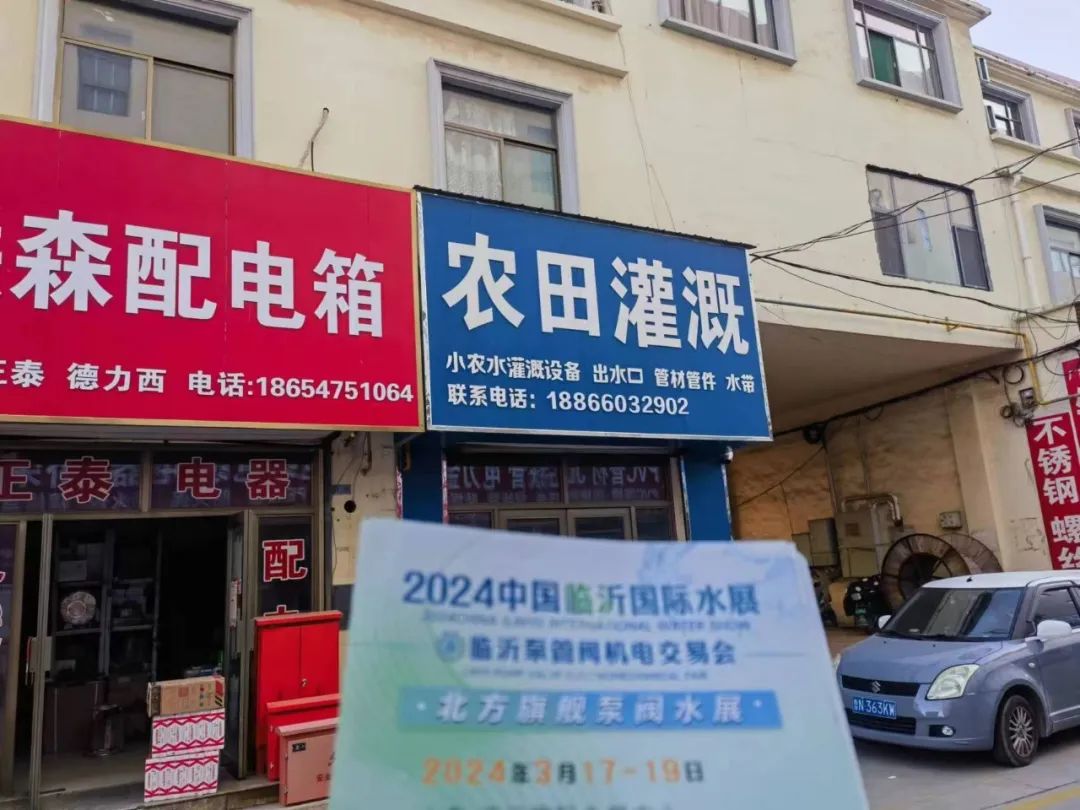 森配电箱
正泰 德力西 电话:18654751064
农田灌溉
小农水灌溉设备 出水口 管材管件 水带
联系电话：18866032902
正泰电器
配
不锈钢螺丝
2024中国临沂国际水展
临沂泵管阀机电交易会
·北方旗舰泵阀水展·
2024年3月17-19日
N·363KW